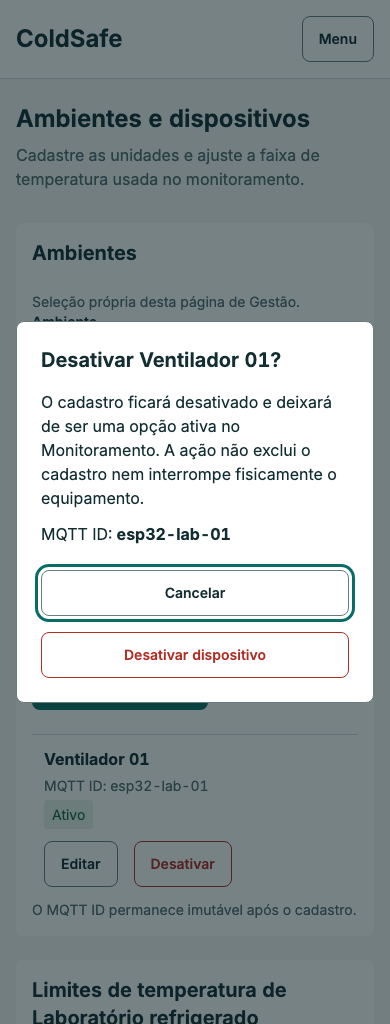 ColdSafe
Menu
Ambientes e dispositivos
Cadastre as unidades e ajuste a faixa de
temperatura usada no monitoramento.
Ambientes
Seleção própria desta página de Gestão.
Ambiente
Desativar Ventilador 01?
O cadastro ficará desativado e deixará
de ser uma opção ativa no
Monitoramento. A ação não exclui o
cadastro nem interrompe fisicamente o
equipamento.
MQTT ID: esp32-lab-01
Cancelar
Desativar dispositivo
Ventilador 01
MQTT ID: esp32-lab-01
Ativo
Editar
Desativar
O MQTT ID permanece imutável após o cadastro.
Limites de temperatura de
Laboratório refrigerado